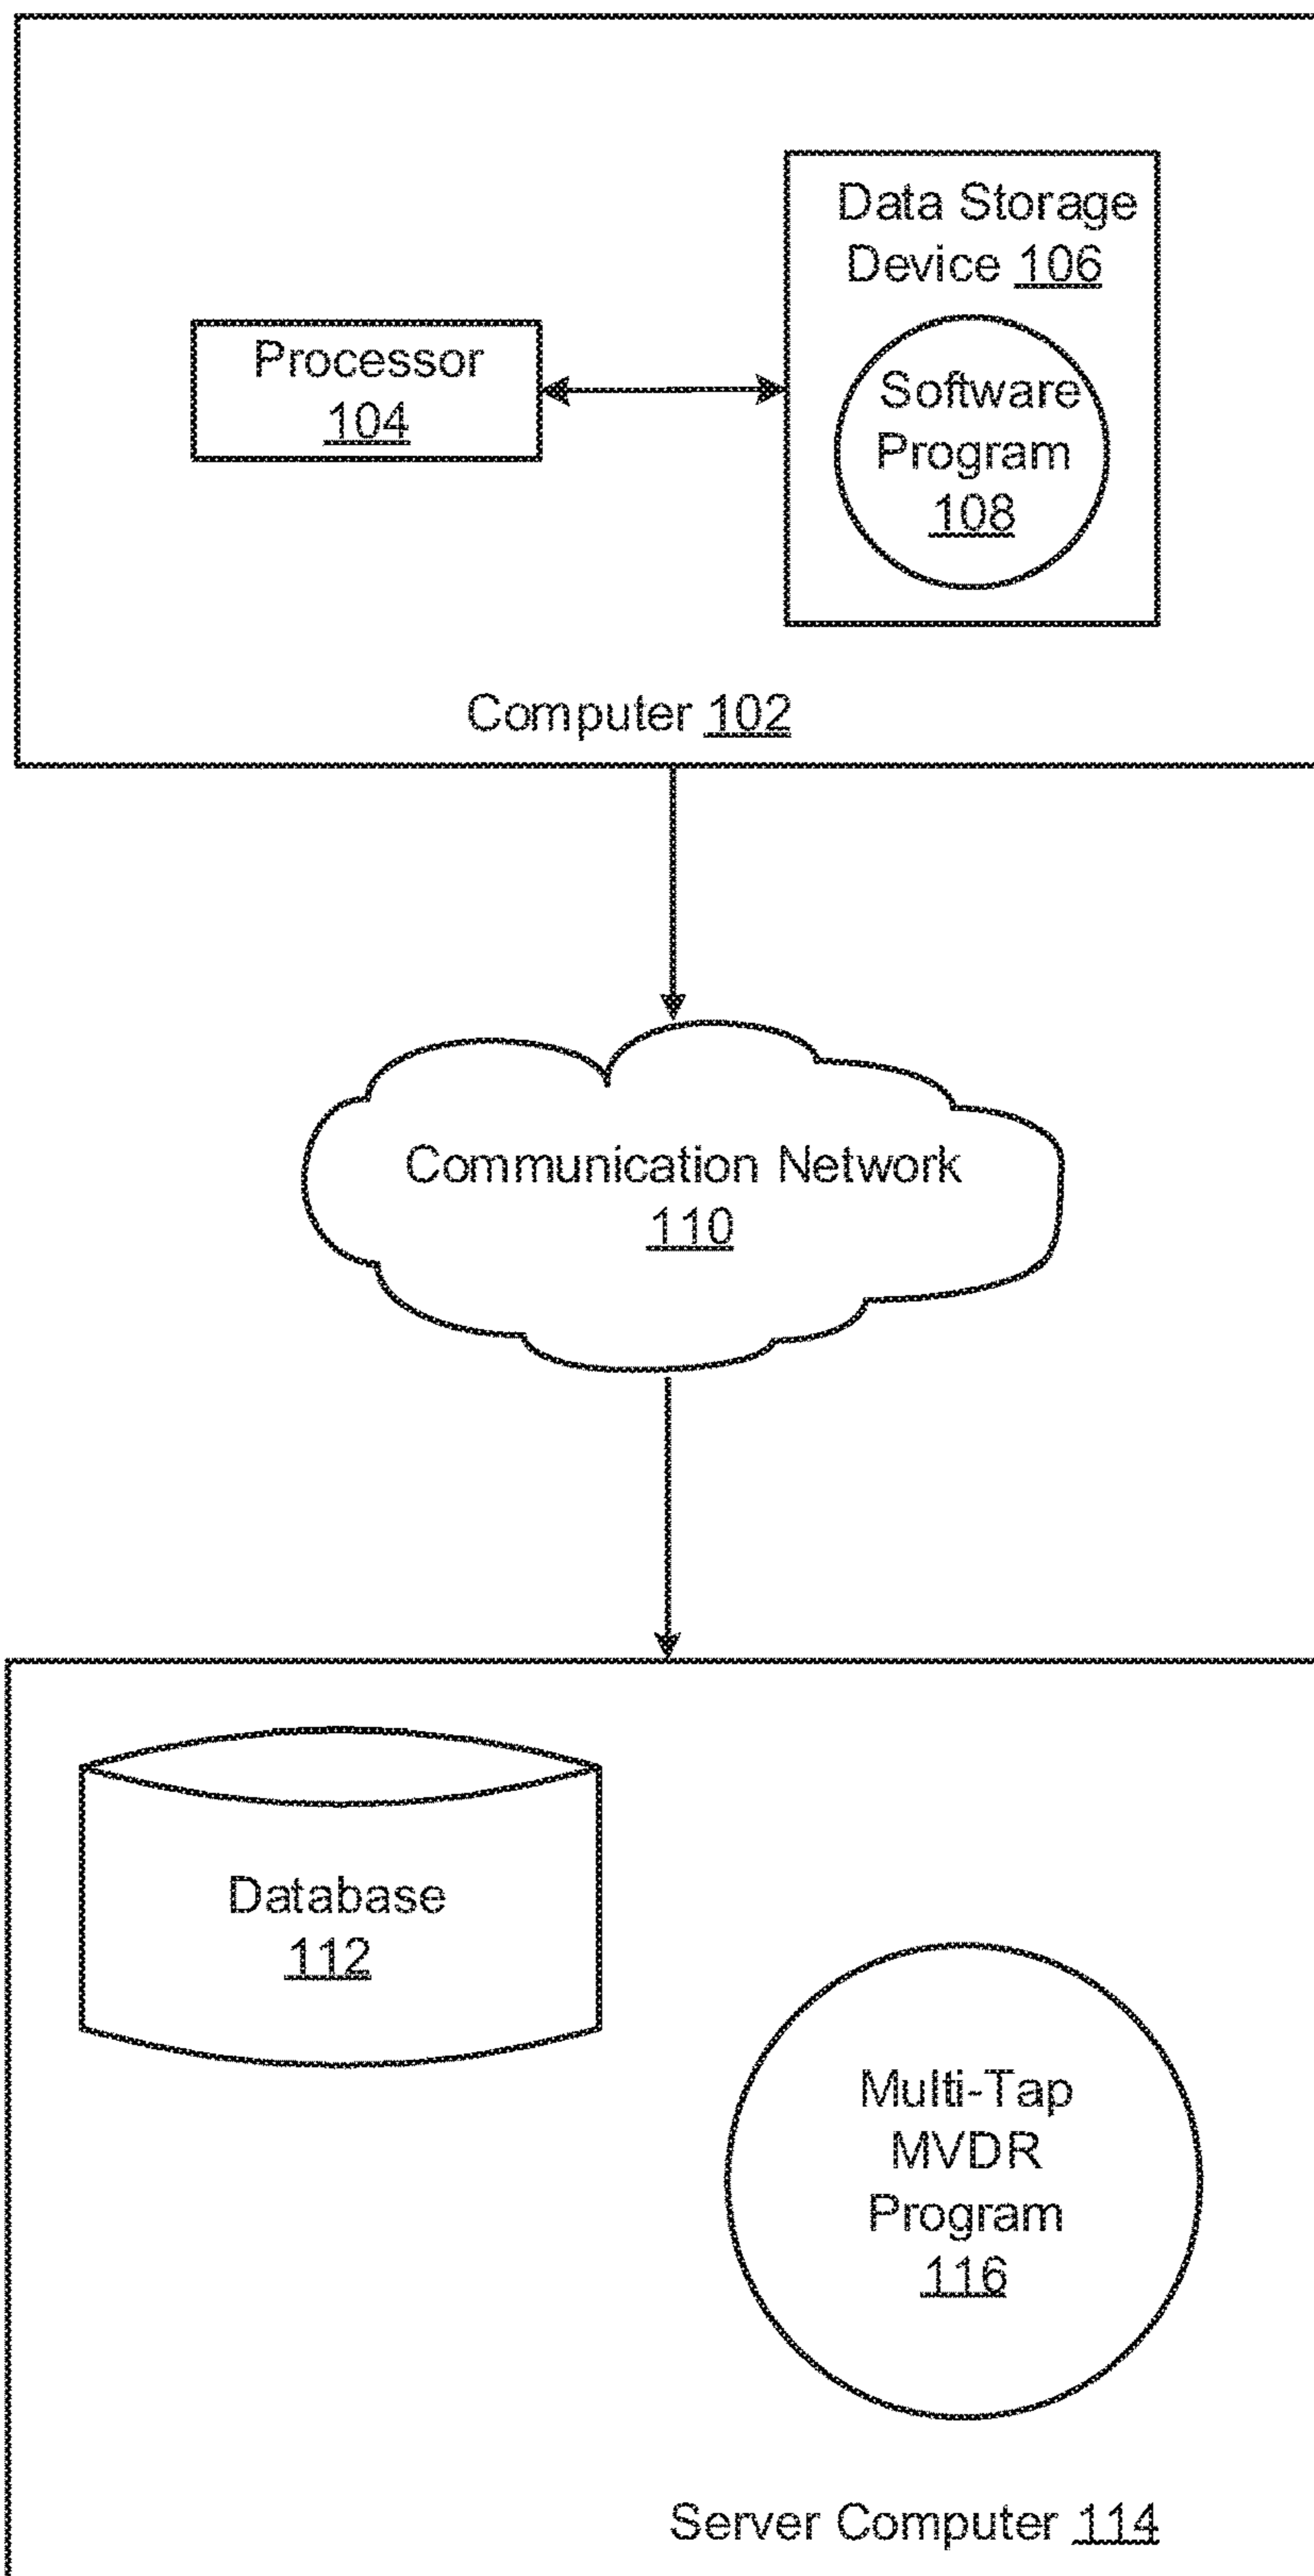 Data Storage
Device 106
Processor
104
Software
Program
108
Computer 102
Communication Network
110
Database
112
Multi-Tap
MVDR
Program
116
Server Computer 114